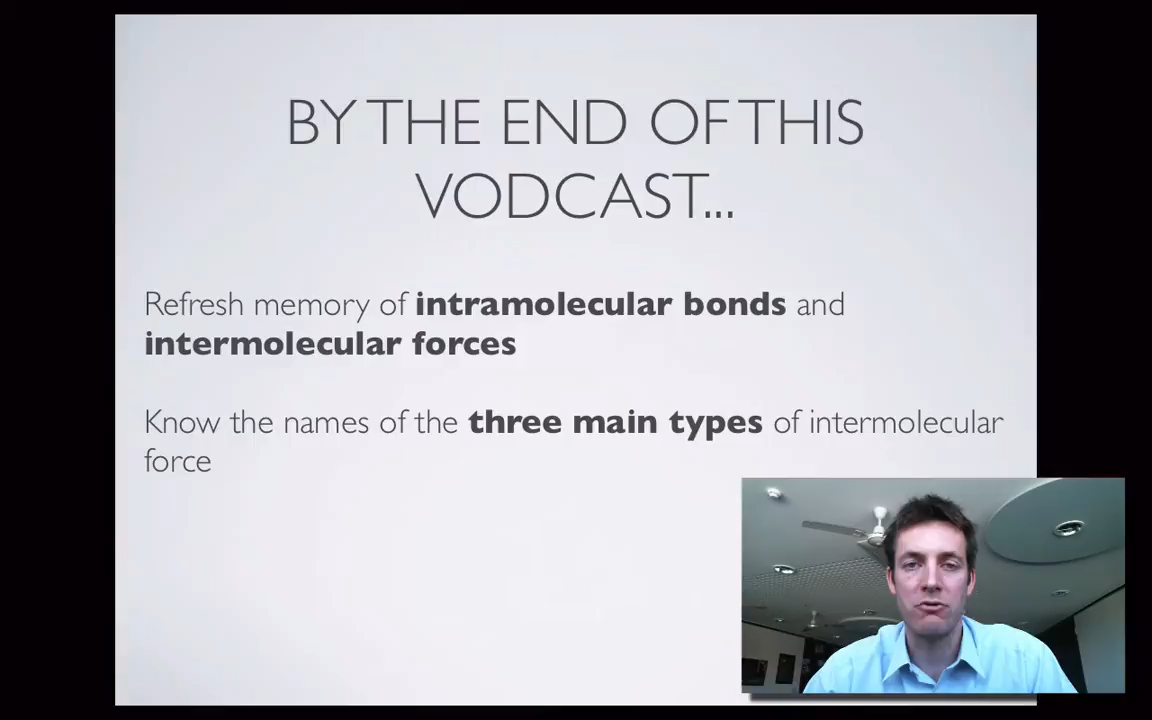 BY THE END OF THIS
VODCAST...
Refresh memory of intramolecular bonds and
intermolecular forces
Know the names of the three main types of intermolecular
force